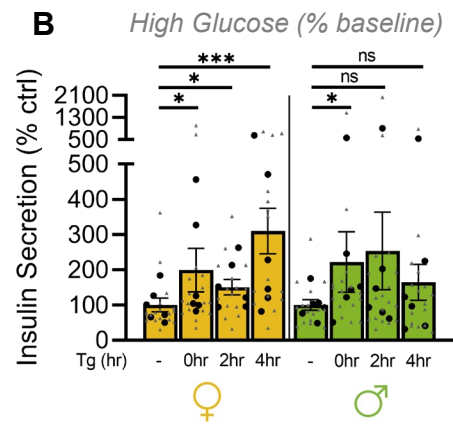 B
High Glucose (% baseline)
Insulin Secretion (% ctrl)
***
*
*
ns
ns
*
2100
1300
500
500
400
300
200
100
0
Tg (hr) - 0hr 2hr 4hr - 0hr 2hr 4hr
♀ ♂